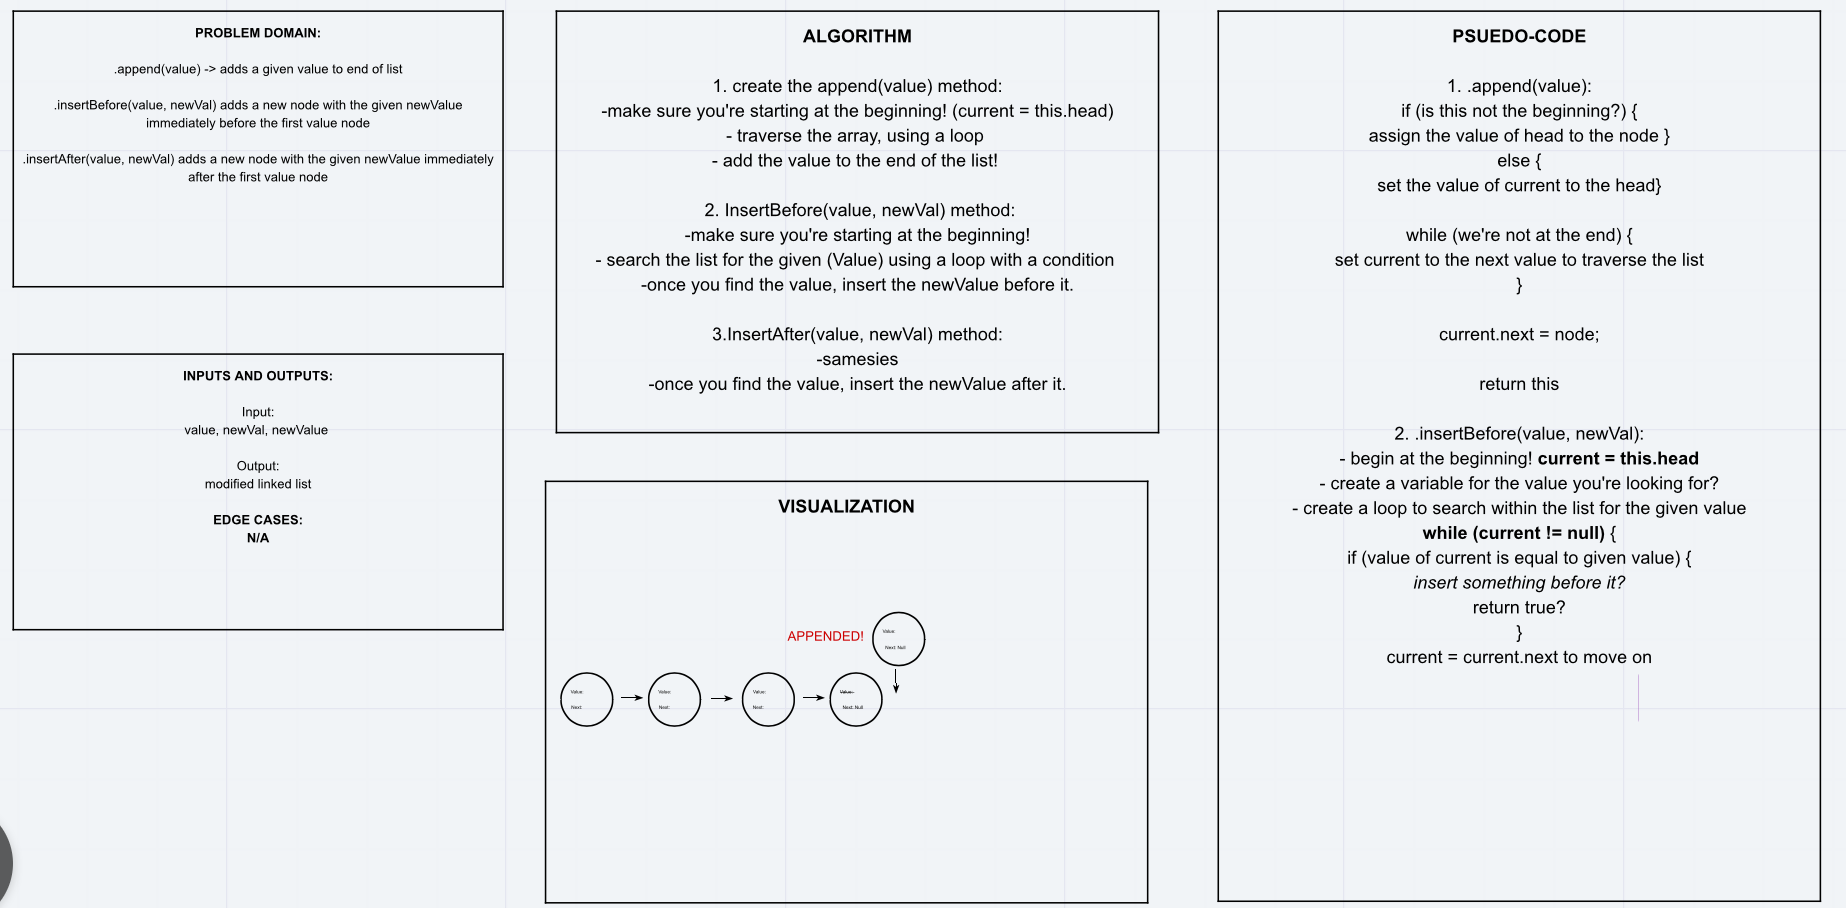 PROBLEM DOMAIN:
.append(value) -> adds a given value to end of list
.insertBefore(value, newVal) adds a new node with the given newValue
immediately before the first value node
.insertAfter(value, newVal) adds a new node with the given newValue immediately
after the first value node
INPUTS AND OUTPUTS:
Input:
value, newVal, newValue
Output:
modified linked list
EDGE CASES:
N/A
ALGORITHM
1. create the append(value) method:
-make sure you're starting at the beginning! (current = this.head)
- traverse the array, using a loop
- add the value to the end of the list!
2. InsertBefore(value, newVal) method:
-make sure you're starting at the beginning!
- search the list for the given (Value) using a loop with a condition
-once you find the value, insert the newValue before it.
3.InsertAfter(value, newVal) method:
-samesies
-once you find the value, insert the newValue after it.
VISUALIZATION
APPENDED!
Value:
Next: Null
Value:
Next:
Value:
Next:
Value:
Next:
Value:
Next: Null
PSUEDO-CODE
1. .append(value):
if (is this not the beginning?) {
assign the value of head to the node }
else {
set the value of current to the head}
while (we're not at the end) {
set current to the next value to traverse the list
}
current.next = node;
return this
2. .insertBefore(value, newVal):
- begin at the beginning! current = this.head
- create a variable for the value you're looking for?
- create a loop to search within the list for the given value
while (current != null) {
if (value of current is equal to given value) {
insert something before it?
return true?
}
current = current.next to move on